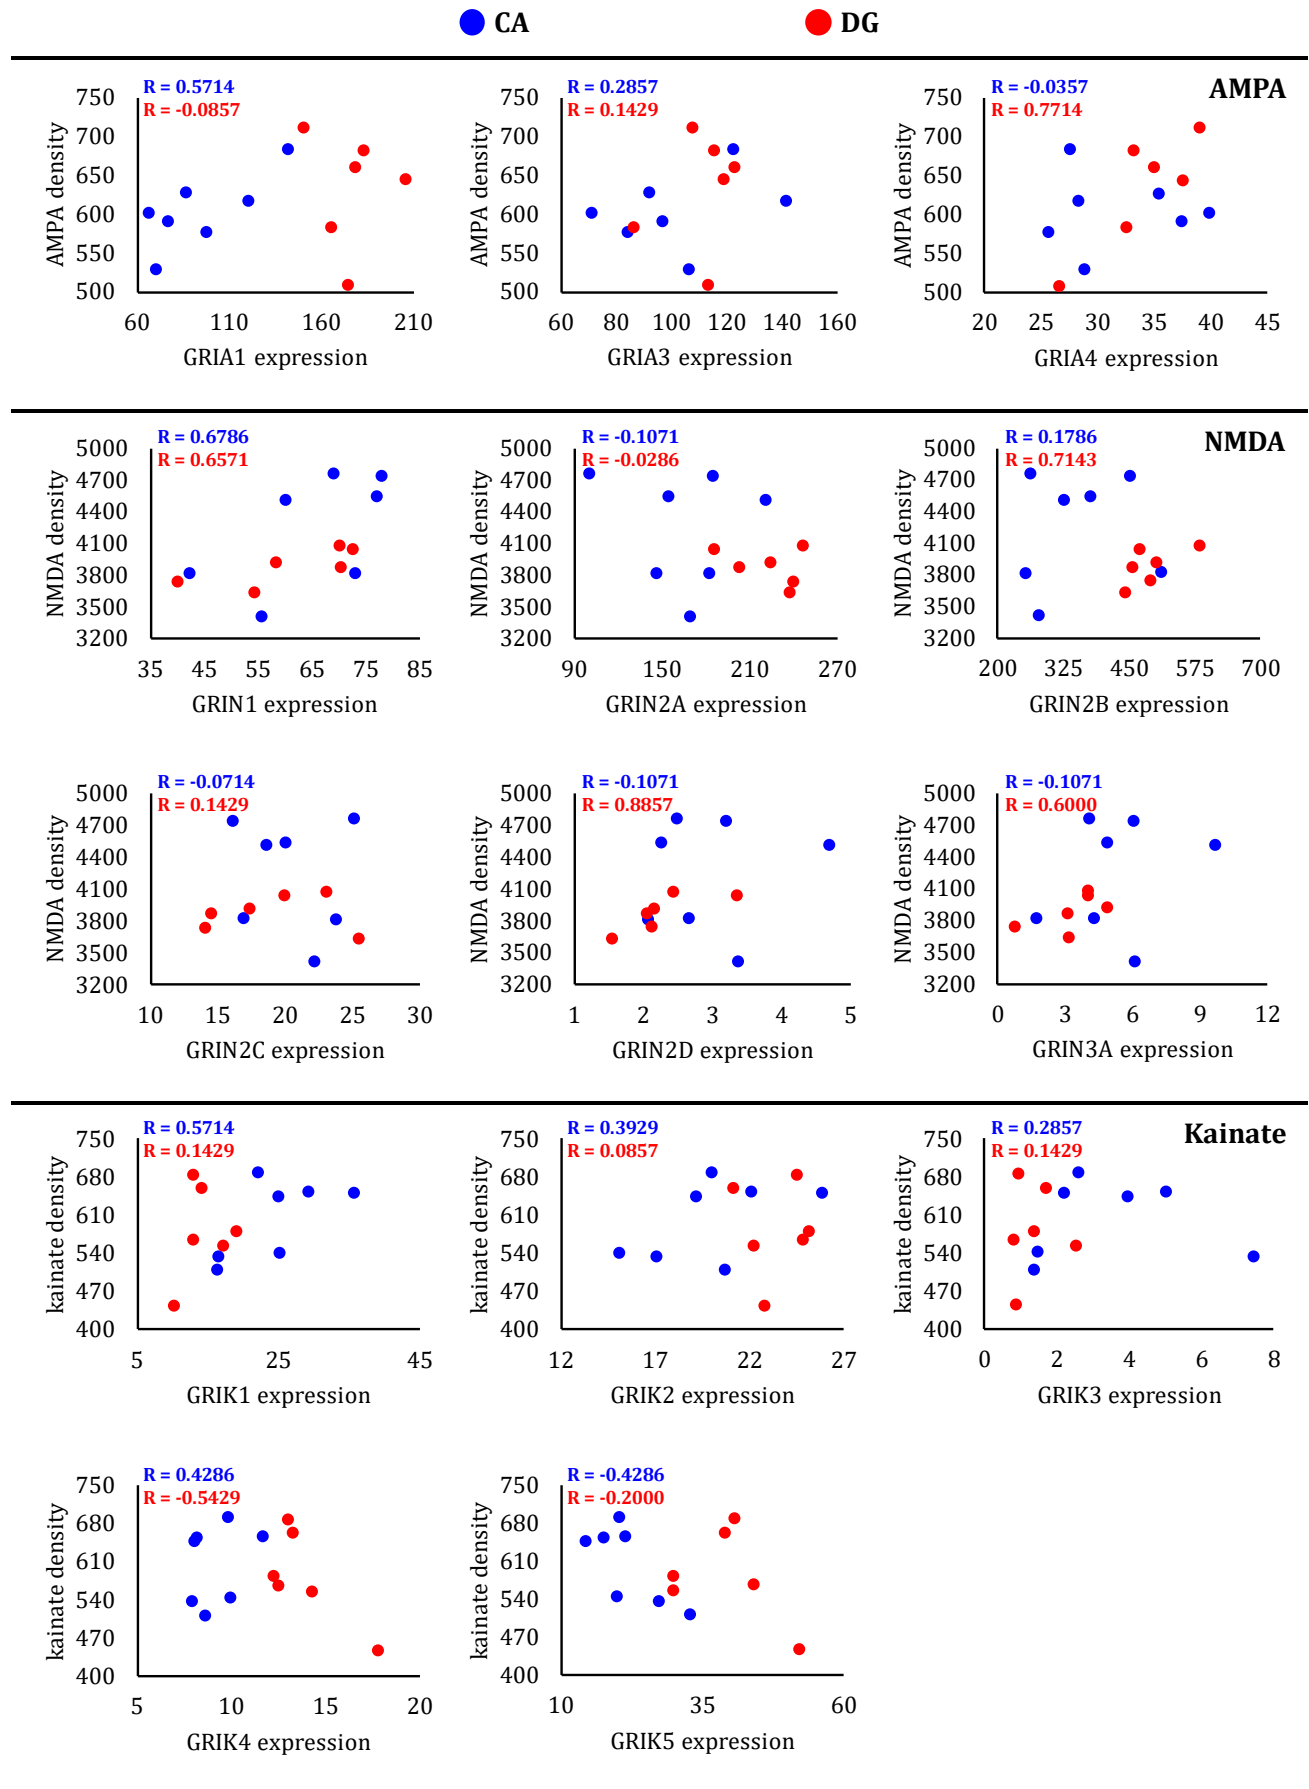 CA DG
AMPA
R = 0.5714
R = -0.0857
750
700
650
600
550
500
AMPA density
60 110 160 210
GRIA1 expression
R = 0.2857
R = 0.1429
750
700
650
600
550
500
AMPA density
60 80 100 120 140 160
GRIA3 expression
R = -0.0357
R = 0.7714
750
700
650
600
550
500
AMPA density
20 25 30 35 40 45
GRIA4 expression
NMDA
R = 0.6786
R = 0.6571
5000
4700
4400
4100
3800
3500
3200
NMDA density
35 45 55 65 75 85
GRIN1 expression
R = -0.1071
R = -0.0286
5000
4700
4400
4100
3800
3500
3200
NMDA density
90 150 210 270
GRIN2A expression
R = 0.1786
R = 0.7143
5000
4700
4400
4100
3800
3500
3200
NMDA density
200 325 450 575 700
GRIN2B expression
R = -0.0714
R = 0.1429
5000
4700
4400
4100
3800
3500
3200
NMDA density
10 15 20 25 30
GRIN2C expression
R = -0.1071
R = 0.8857
5000
4700
4400
4100
3800
3500
3200
NMDA density
1 2 3 4 5
GRIN2D expression
R = -0.1071
R = 0.6000
5000
4700
4400
4100
3800
3500
3200
NMDA density
0 3 6 9 12
GRIN3A expression
Kainate
R = 0.5714
R = 0.1429
750
680
610
540
470
400
kainate density
5 25 45
GRIK1 expression
R = 0.3929
R = 0.0857
750
680
610
540
470
400
kainate density
12 17 22 27
GRIK2 expression
R = 0.2857
R = 0.1429
750
680
610
540
470
400
kainate density
0 2 4 6 8
GRIK3 expression
R = 0.4286
R = -0.5429
750
680
610
540
470
400
kainate density
5 10 15 20
GRIK4 expression
R = -0.4286
R = -0.2000
750
680
610
540
470
400
kainate density
10 35 60
GRIK5 expression